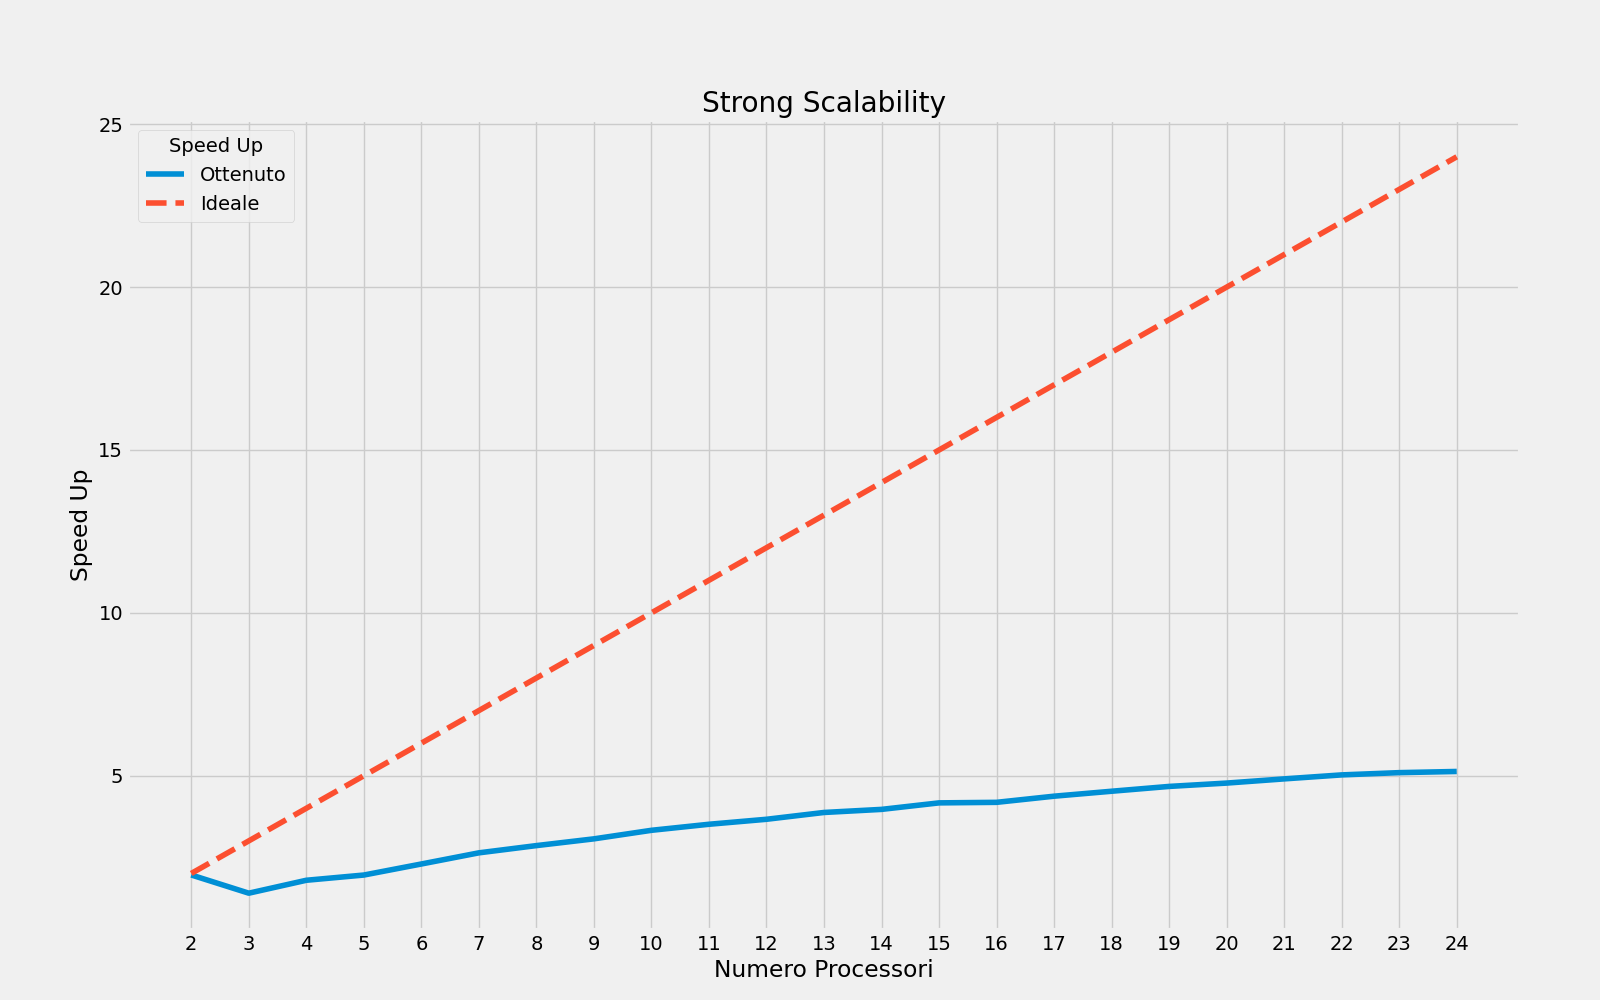 Strong Scalability
Speed Up
Ottenuto
Ideale
25
20
15
10
5
Speed Up
2 3 4 5 6 7 8 9 10 11 12 13 14 15 16 17 18 19 20 21 22 23 24
Numero Processori